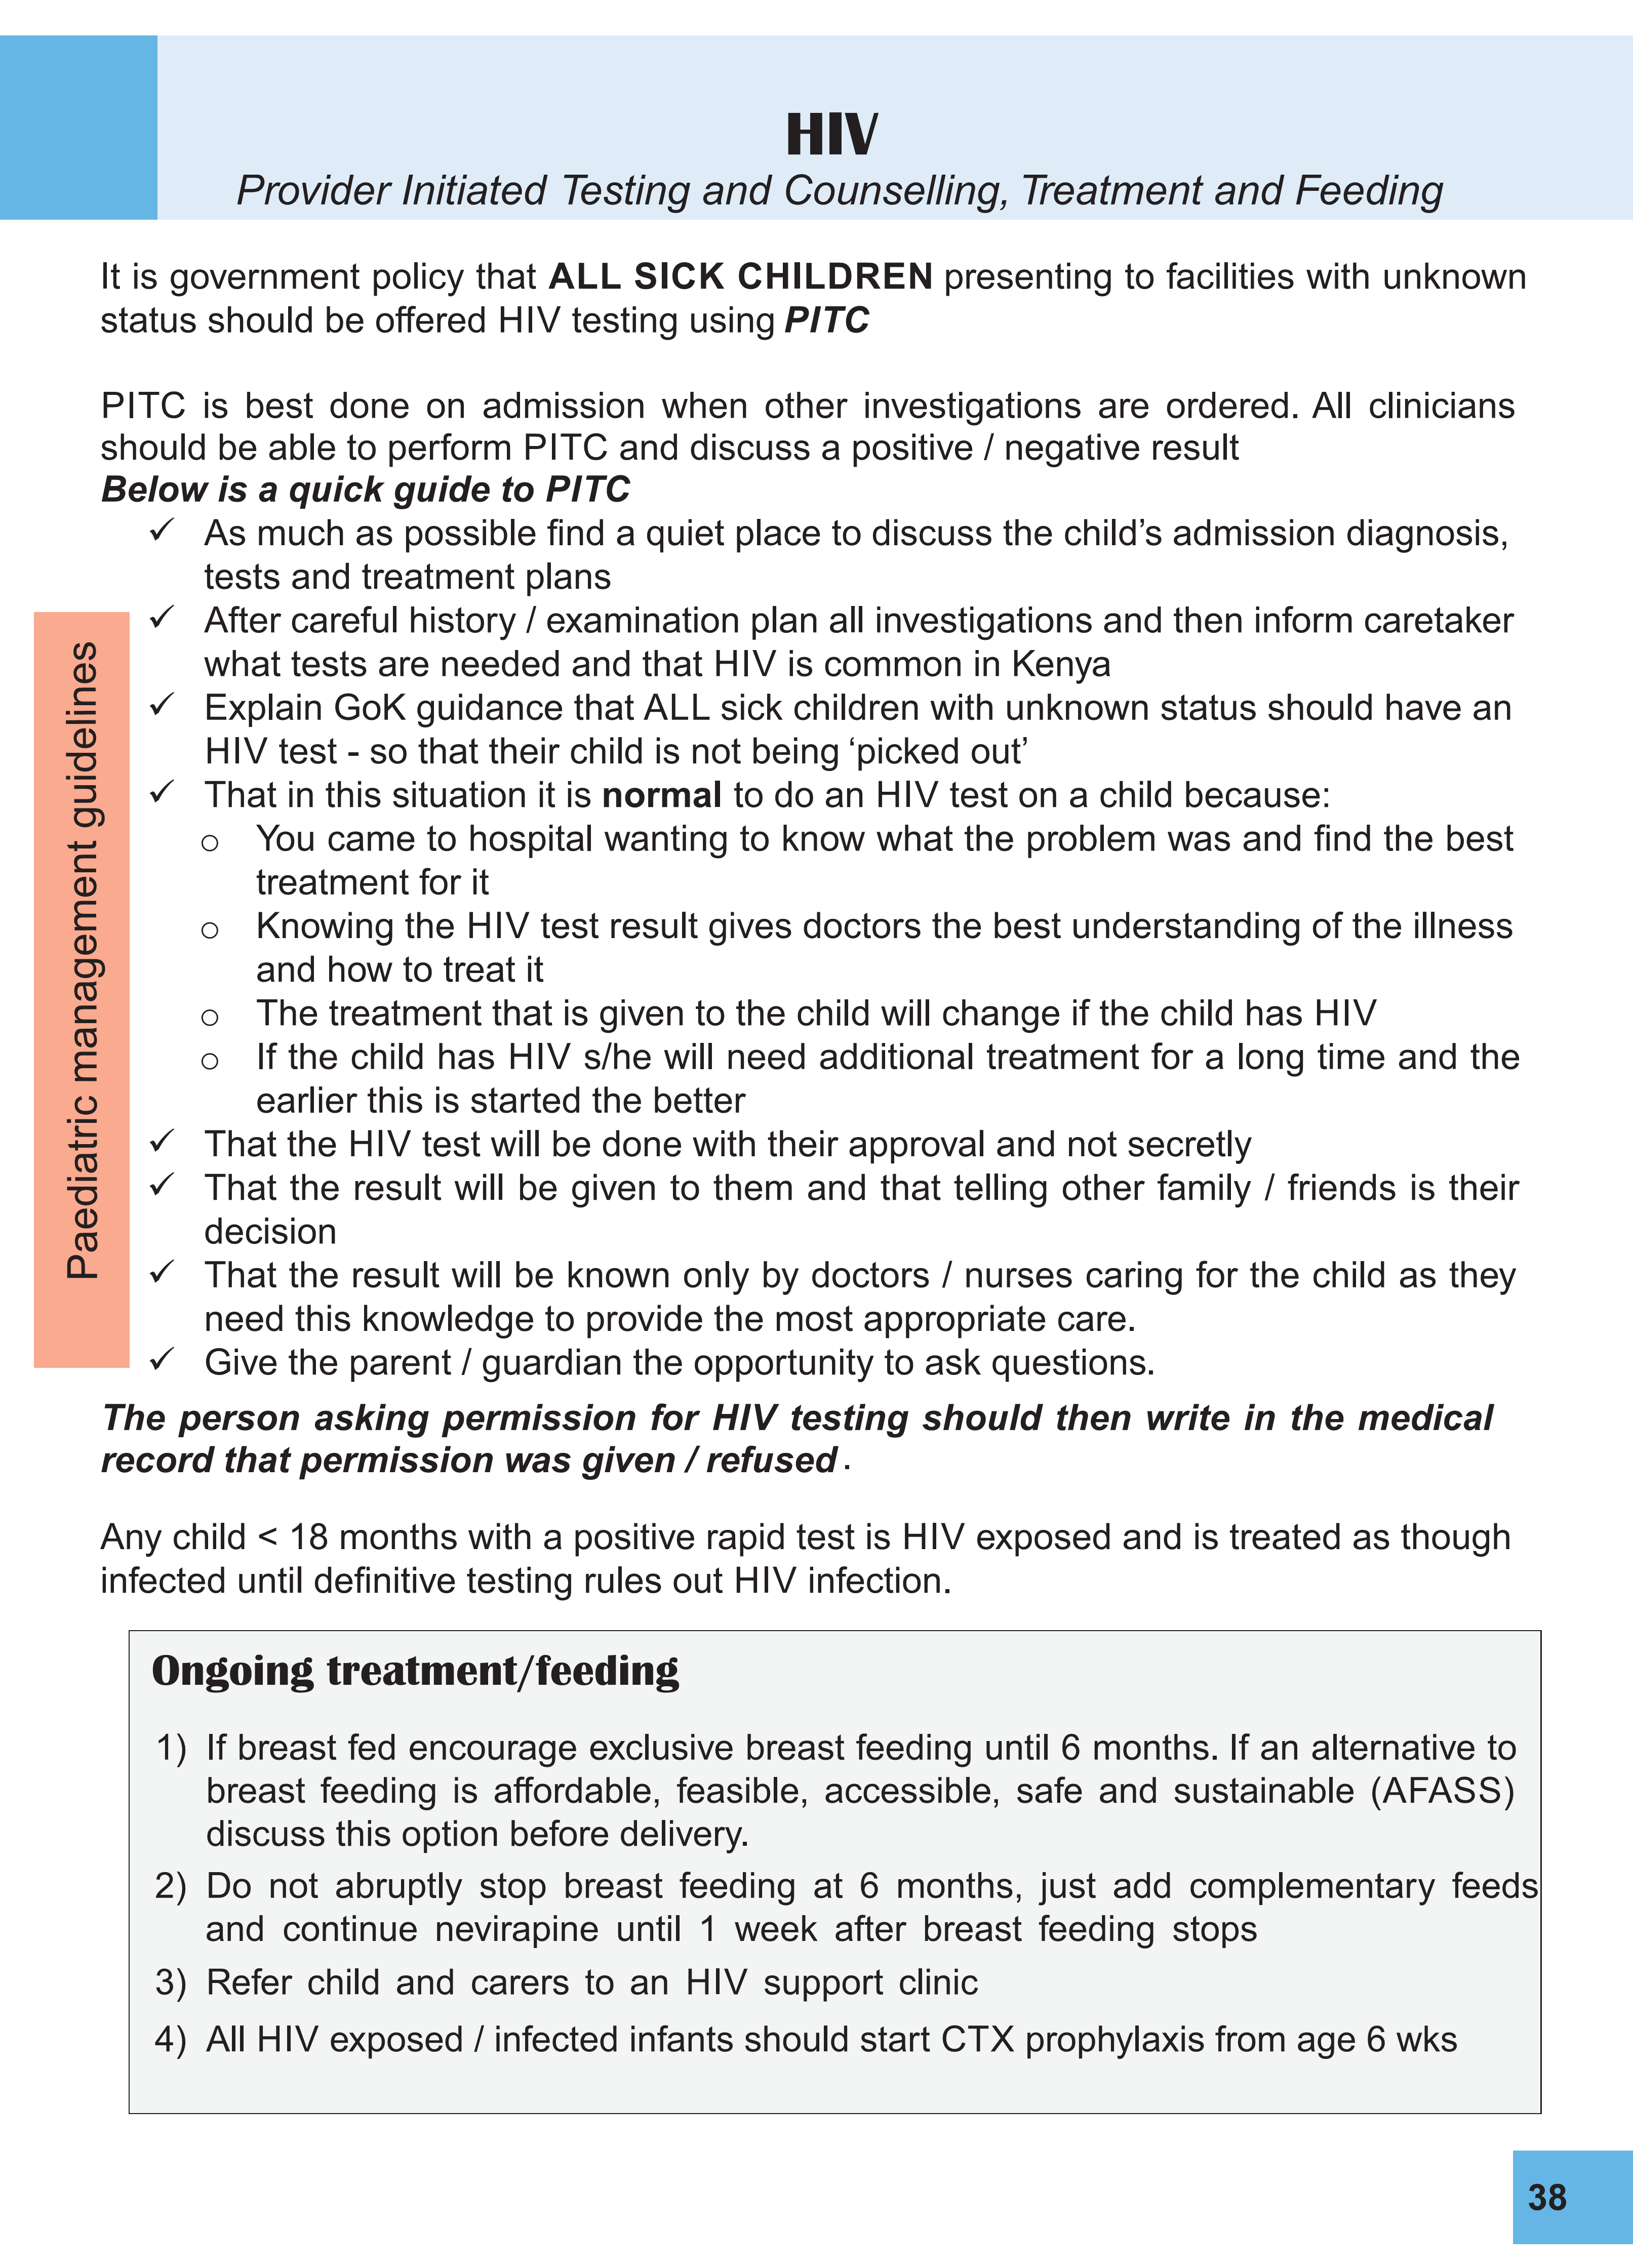 HIV
Provider Initiated Testing and Counselling, Treatment and Feeding
It is government policy that ALL SICK CHILDREN presenting to facilities with unknown
status should be offered HIV testing using PITC
PITC is best done on admission when other investigations are ordered. All clinicians
should be able to perform PITC and discuss a positive / negative result
Below is a quick guide to PITC
✓ As much as possible find a quiet place to discuss the child’s admission diagnosis,
tests and treatment plans
✓ After careful history / examination plan all investigations and then inform caretaker
what tests are needed and that HIV is common in Kenya
✓ Explain GoK guidance that ALL sick children with unknown status should have an
HIV test - so that their child is not being ‘picked out’
✓ That in this situation it is normal to do an HIV test on a child because:
○ You came to hospital wanting to know what the problem was and find the best
treatment for it
○ Knowing the HIV test result gives doctors the best understanding of the illness
and how to treat it
○ The treatment that is given to the child will change if the child has HIV
○ If the child has HIV s/he will need additional treatment for a long time and the
earlier this is started the better
✓ That the HIV test will be done with their approval and not secretly
✓ That the result will be given to them and that telling other family / friends is their
decision
✓ That the result will be known only by doctors / nurses caring for the child as they
need this knowledge to provide the most appropriate care.
✓ Give the parent / guardian the opportunity to ask questions.
The person asking permission for HIV testing should then write in the medical
record that permission was given / refused.
Any child < 18 months with a positive rapid test is HIV exposed and is treated as though
infected until definitive testing rules out HIV infection.
Ongoing treatment/feeding
1) If breast fed encourage exclusive breast feeding until 6 months. If an alternative to
breast feeding is affordable, feasible, accessible, safe and sustainable (AFASS)
discuss this option before delivery.
2) Do not abruptly stop breast feeding at 6 months, just add complementary feeds
and continue nevirapine until 1 week after breast feeding stops
3) Refer child and carers to an HIV support clinic
4) All HIV exposed / infected infants should start CTX prophylaxis from age 6 wks
Paediatric management guidelines
38